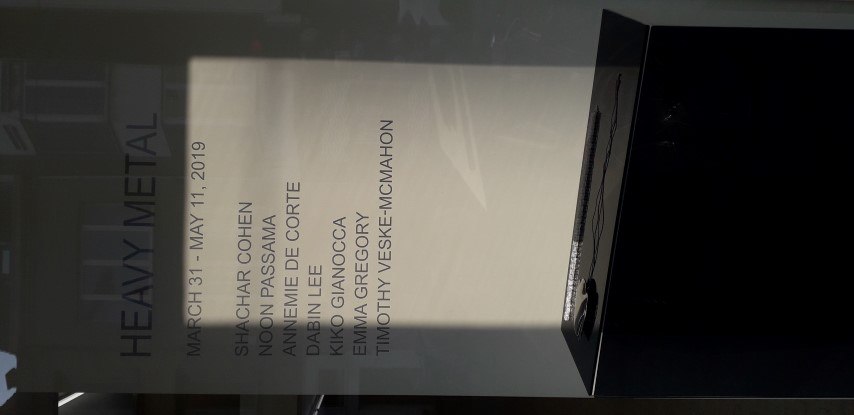 HEAVY METAL
MARCH 31 - MAY 11, 2019
SHACHAR COHEN
NOON PASSAMA
ANNEMIE DE CORTE
DABIN LEE
KIKO GIANOCCA
EMMA GREGORY
TIMOTHY VESKE-MCMAHON